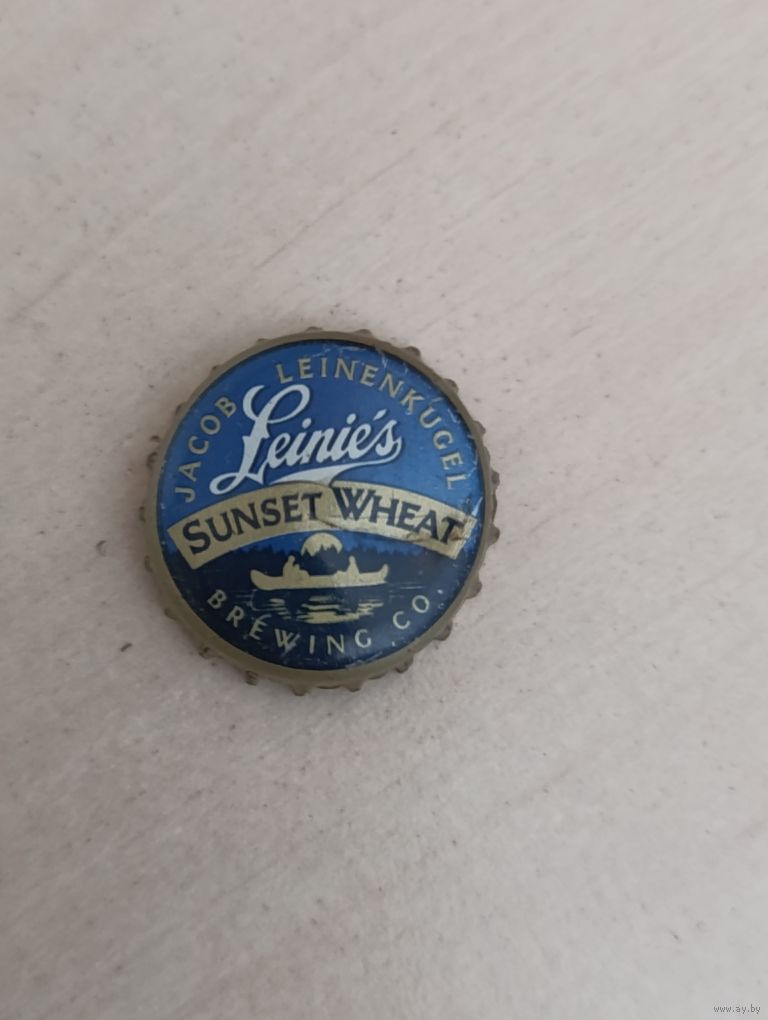 JACOB LEINENKUGEL
Leinie's
SUNSET WHEAT
BREWING CO.
www.ay.by